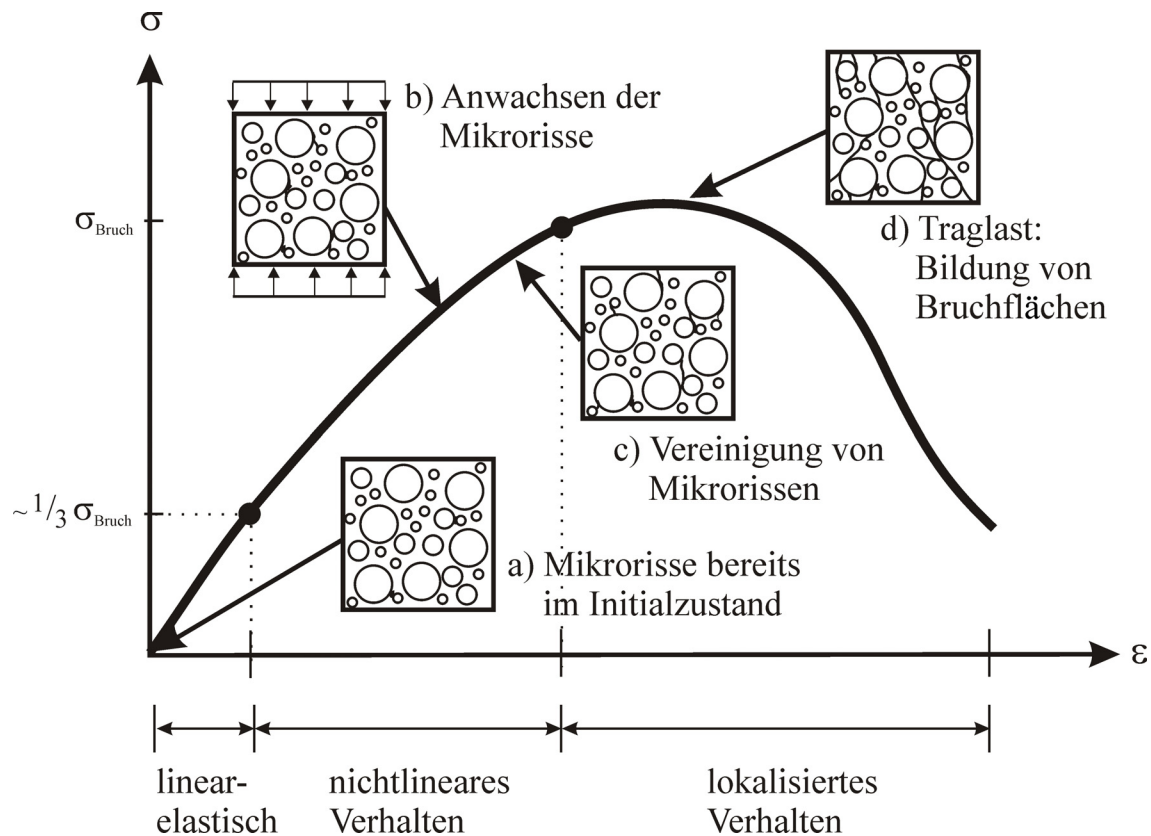 σ
b) Anwachsen der
Mikrorisse
σBruch
d) Traglast:
Bildung von
Bruchflächen
c) Vereinigung von
Mikrorissen
~ 1/3 σBruch
a) Mikrorisse bereits
im Initialzustand
ε
linear-
elastisch
nichtlineares
Verhalten
lokalisiertes
Verhalten